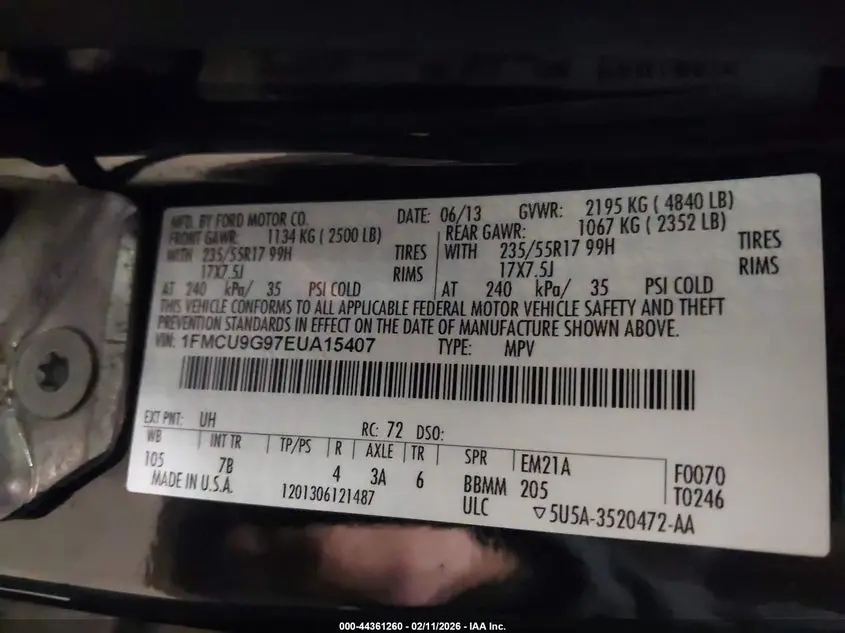 MFD. BY FORD MOTOR CO. DATE: 06/13 GVWR: 2195 KG ( 4840 LB)
FRONT GAWR: 1134 KG ( 2500 LB) REAR GAWR: 1067 KG ( 2352 LB)
WITH 235/55R17 99H TIRES WITH 235/55R17 99H TIRES
17X7.5J RIMS 17X7.5J RIMS
AT 240 kPa/ 35 PSI COLD AT 240 kPa/ 35 PSI COLD
THIS VEHICLE CONFORMS TO ALL APPLICABLE FEDERAL MOTOR VEHICLE SAFETY AND THEFT
PREVENTION STANDARDS IN EFFECT ON THE DATE OF MANUFACTURE SHOWN ABOVE.
VIN: 1FMCU9G97EUA15407 TYPE: MPV
EXT PNT: UH RC: 72 DSO:
WB INT TR TP/PS R AXLE TR SPR EM21A F0070
105 7B 4 3A 6 BBMM 205 T0246
MADE IN U.S.A. 1201306121487 ULC ▽5U5A-3520472-AA
000-44361260 - 02/11/2026 - IAA Inc.